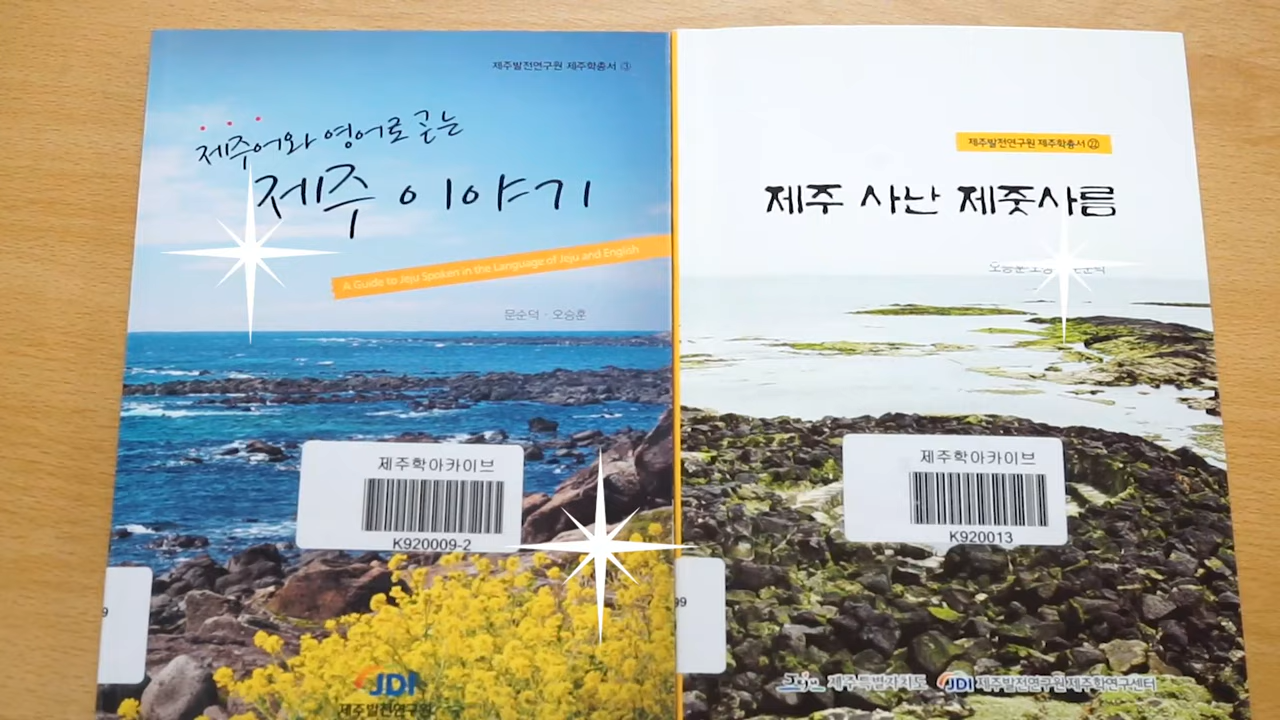 제주발전연구원 제주학총서 ③
제주어와 영어로 곧는
제주 이야기
A Guide to Jeju Spoken in the Language of Jeju and English
문순덕 · 오승훈
제주학아카이브
K920009-2
9
JDI
제주발전연구원
제주발전연구원 제주학총서 22
제주 사난 제줏사름
제주학아카이브
K920013
99
Jeju 제주특별자치도
JDI 제주발전연구원 제주학연구센터